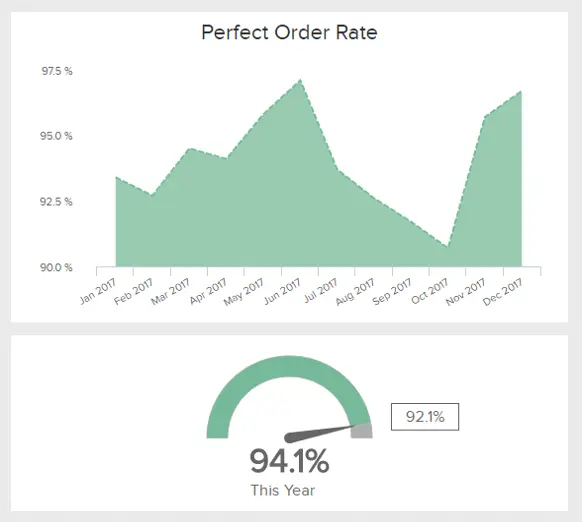 Perfect Order Rate
97.5 %
95.0 %
92.5 %
90.0 %
Jan 2017
Feb 2017
Mar 2017
Apr 2017
May 2017
Jun 2017
Jul 2017
Aug 2017
Sep 2017
Oct 2017
Nov 2017
Dec 2017
92.1%
94.1%
This Year